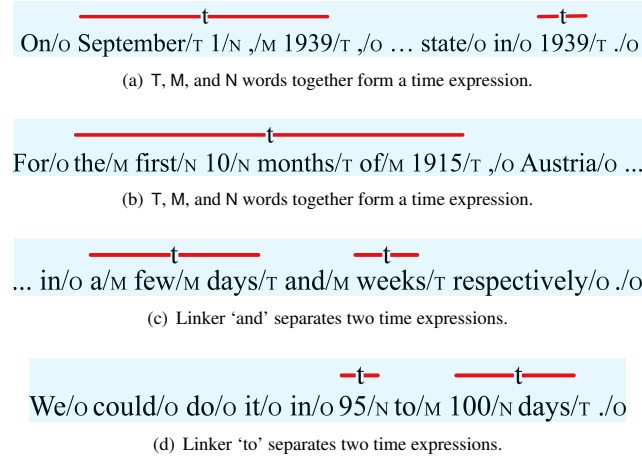 t t
On/O September/T 1/N ,/M 1939/T ,/O … state/O in/O 1939/T ./O
(a) T, M, and N words together form a time expression.
t
For/O the/M first/N 10/N months/T of/M 1915/T ,/O Austria/O ...
(b) T, M, and N words together form a time expression.
t t
... in/O a/M few/M days/T and/M weeks/T respectively/O ./O
(c) Linker ‘and’ separates two time expressions.
t t
We/O could/O do/O it/O in/O 95/N to/M 100/N days/T ./O
(d) Linker ‘to’ separates two time expressions.